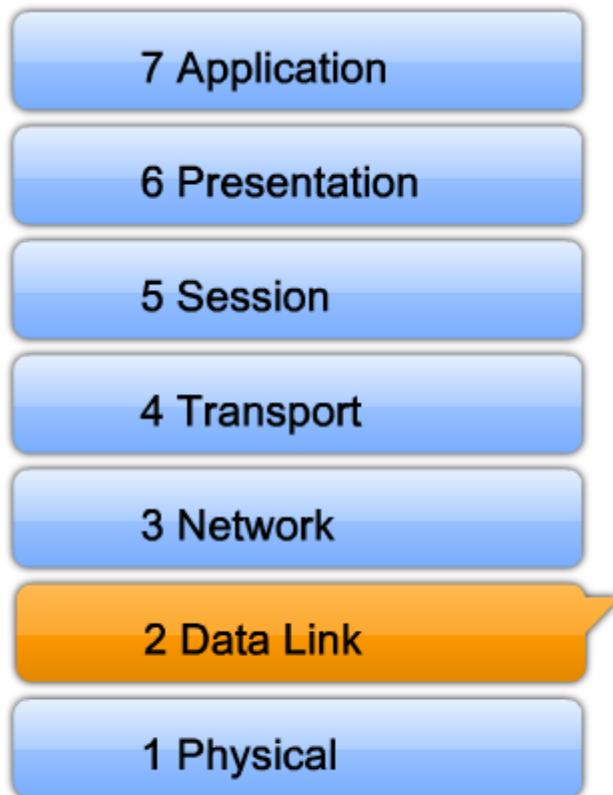 7 Application
6 Presentation
5 Session
4 Transport
3 Network
2 Data Link
1 Physical